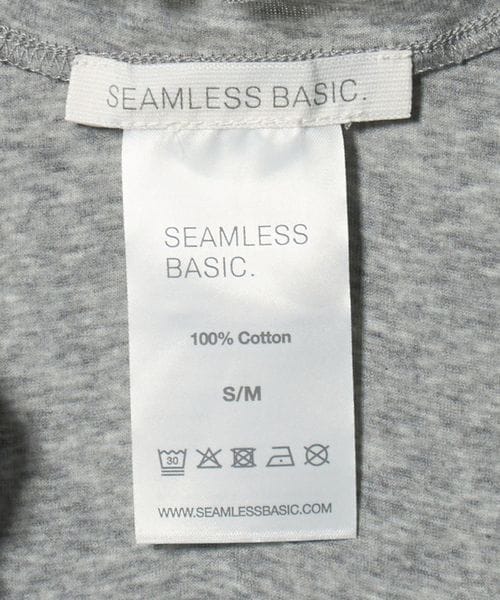 SEAMLESS BASIC.
SEAMLESS
BASIC.
100% Cotton
S/M
30
WWW.SEAMLESSBASIC.COM